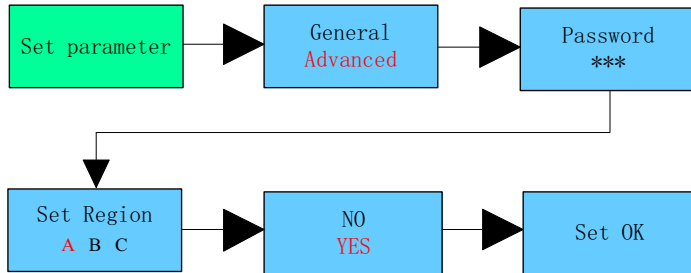 Set parameter
General
Advanced
Password
***
Set Region
A B C
NO
YES
Set OK